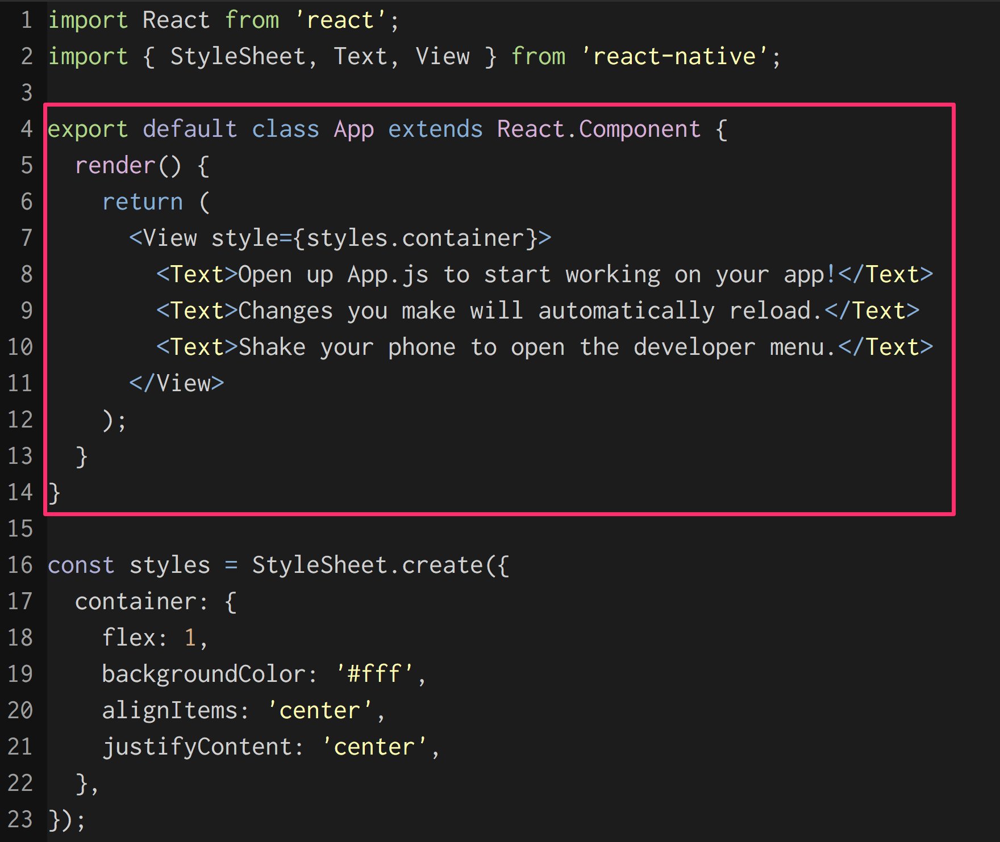 1 import React from 'react';
2 import { StyleSheet, Text, View } from 'react-native';
3
4 export default class App extends React.Component {
5   render() {
6     return (
7       <View style={styles.container}>
8         <Text>Open up App.js to start working on your app!</Text>
9         <Text>Changes you make will automatically reload.</Text>
10         <Text>Shake your phone to open the developer menu.</Text>
11       </View>
12     );
13   }
14 }
15
16 const styles = StyleSheet.create({
17   container: {
18     flex: 1,
19     backgroundColor: '#fff',
20     alignItems: 'center',
21     justifyContent: 'center',
22   },
23 });